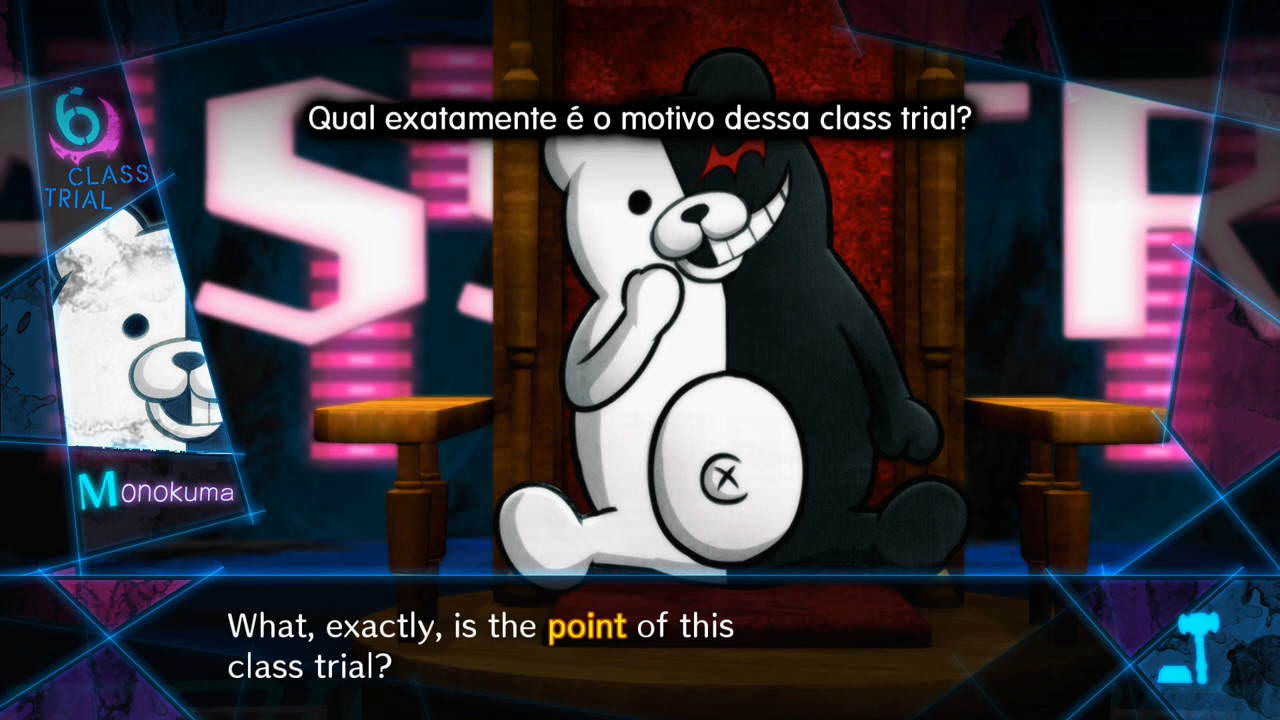 Qual exatamente é o motivo dessa class trial?
6
CLASS
TRIAL
Monokuma
What, exactly, is the point of this
class trial?